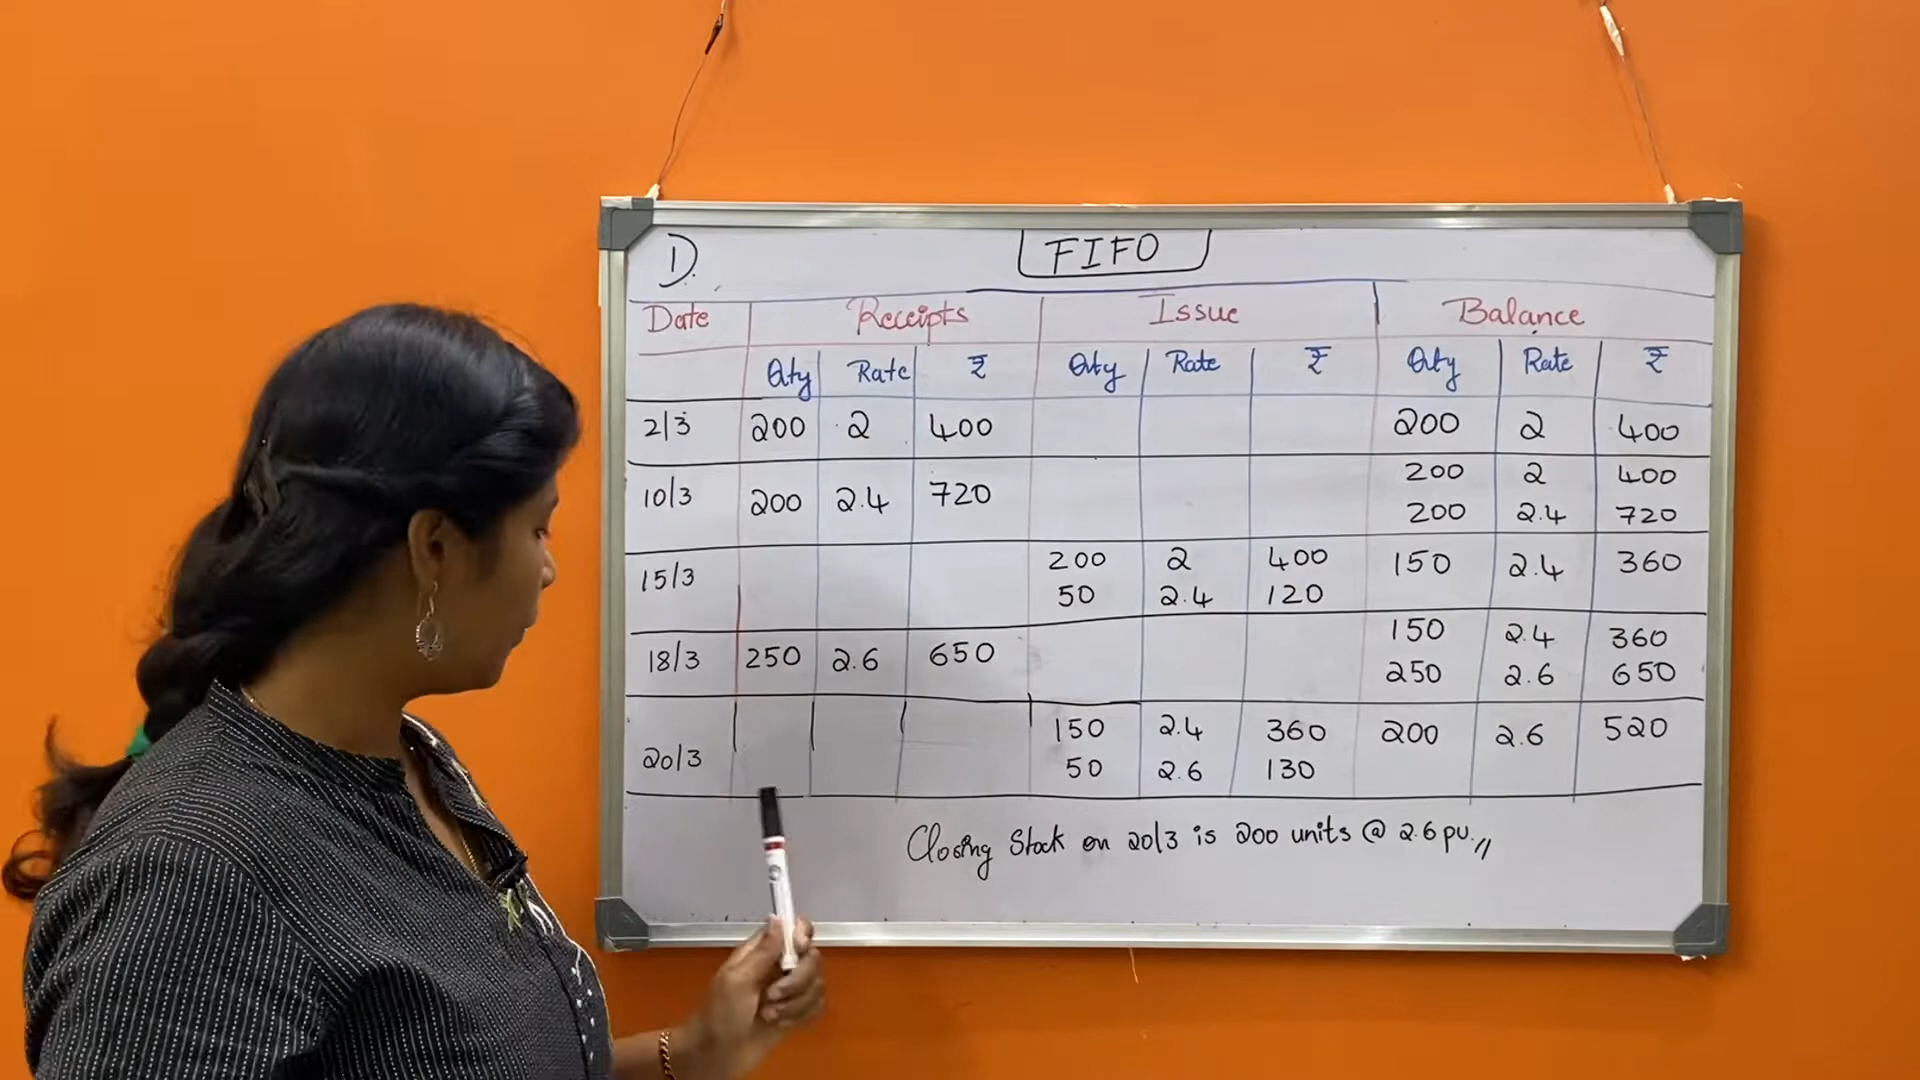 1). FIFO
Date Receipts Issue Balance
Qty Rate ₹ Qty Rate ₹ Qty Rate ₹
2/3 200 2 400 200 2 400
10/3 200 2.4 720 200 2 400
200 2.4 720
15/3 200 2 400 150 2.4 360
50 2.4 120
18/3 250 2.6 650 150 2.4 360
250 2.6 650
20/3 150 2.4 360 200 2.6 520
50 2.6 130
Closing Stock on 20/3 is 200 units @ 2.6 pu.//